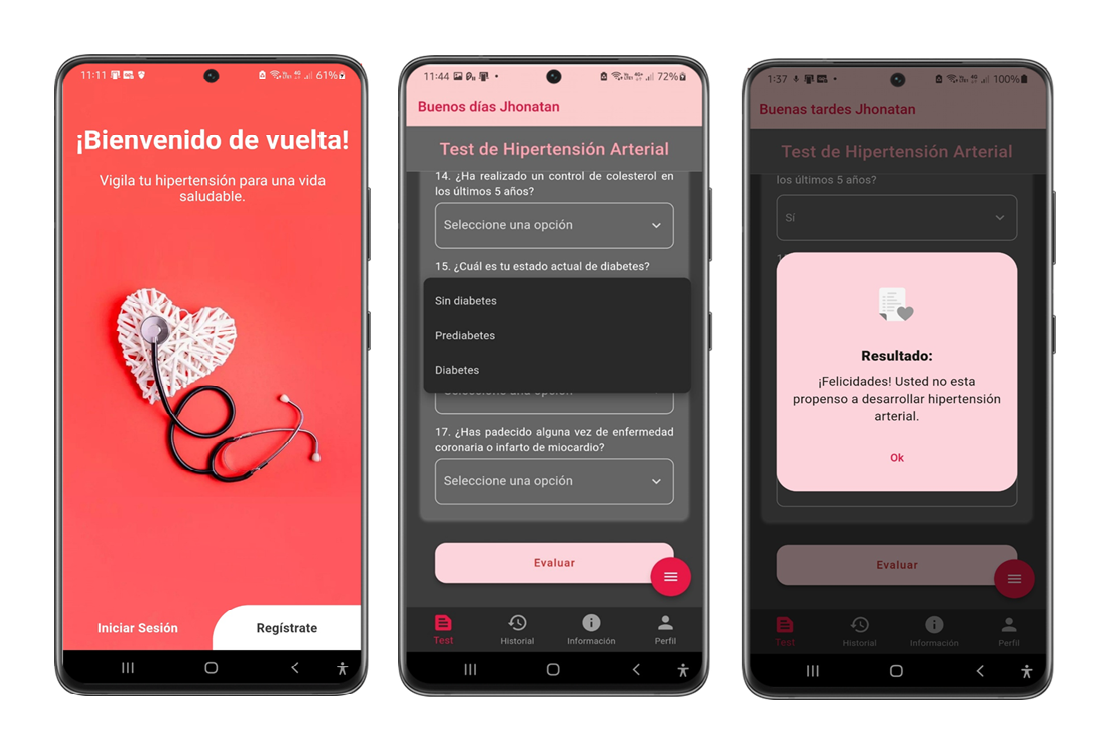 11:11
61%
¡Bienvenido de vuelta!
Vigila tu hipertensión para una vida
saludable.
Iniciar Sesión
Regístrate
11:44
72%
Buenos días Jhonatan
Test de Hipertensión Arterial
14. ¿Ha realizado un control de colesterol en
los últimos 5 años?
Seleccione una opción
15. ¿Cuál es tu estado actual de diabetes?
Sin diabetes
Prediabetes
Diabetes
Seleccione una opción
17. ¿Has padecido alguna vez de enfermedad
coronaria o infarto de miocardio?
Seleccione una opción
Evaluar
Test
Historial
Información
Perfil
1:37
100%
Buenas tardes Jhonatan
Test de Hipertensión Arterial
los últimos 5 años?
Sí
Resultado:
¡Felicidades! Usted no esta
propenso a desarrollar hipertensión
arterial.
Ok
Evaluar
Test
Historial
Información
Perfil